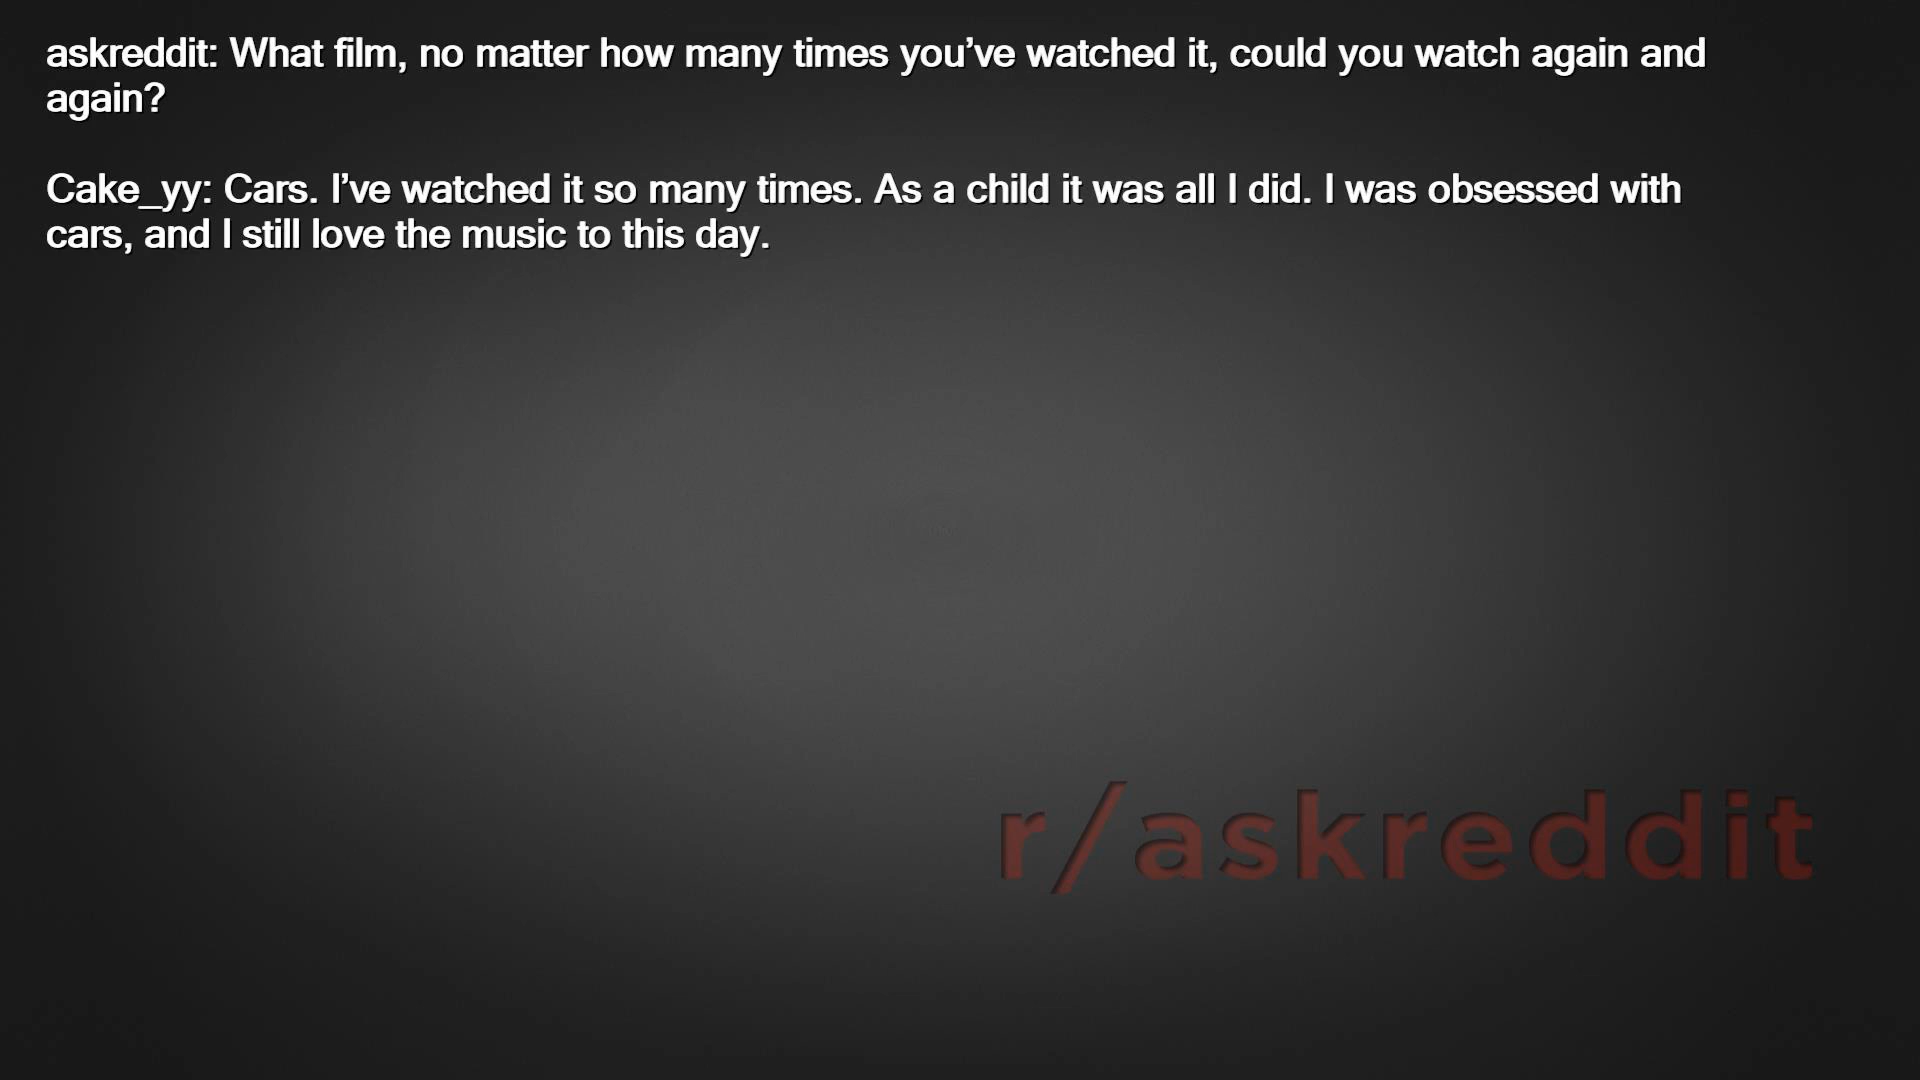 askreddit: What film, no matter how many times you’ve watched it, could you watch again and
again?
Cake_yy: Cars. I’ve watched it so many times. As a child it was all I did. I was obsessed with
cars, and I still love the music to this day.
r/askreddit